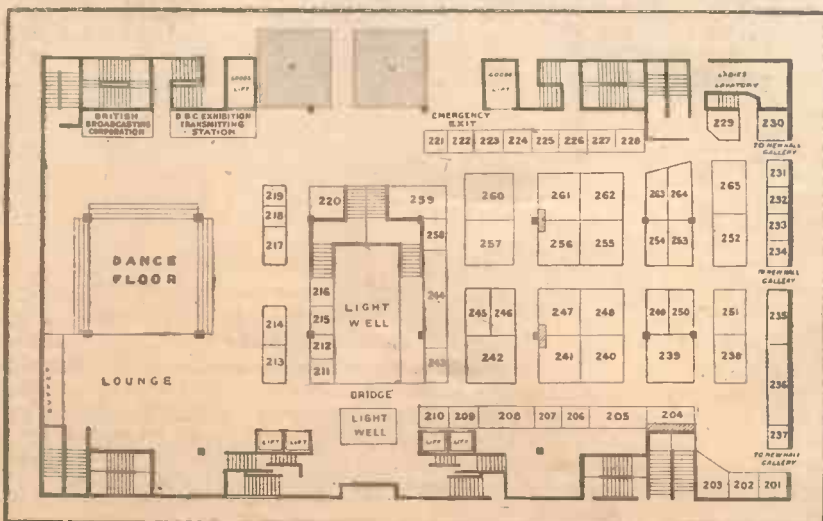 GOODS
LIFT
GOODS
LIFT
LADIES
LAVATORY
BRITISH
BROADCASTING
CORPORATION
B.B.C EXHIBITION
TRANSMITTING
STATION
EMERGENCY
EXIT
221 222 223 224 225 226 227 228
229
230
TO NEW HALL
GALLERY
219
218
217
220
259
258
260
257
261 262
256 255
263 264
254 253
265
252
231
232
233
234
TO NEW HALL
GALLERY
DANCE
FLOOR
LIGHT
WELL
216
215
212
211
244
243
214
213
245 246
242
247 248
241 240
249 250
239
251
238
235
236
237
TO NEW HALL
GALLERY
LOUNGE
BUFFET
BRIDGE
LIGHT
WELL
LIFT LIFT
LIFT LIFT
210 209 208 207 206 205 204
203 202 201